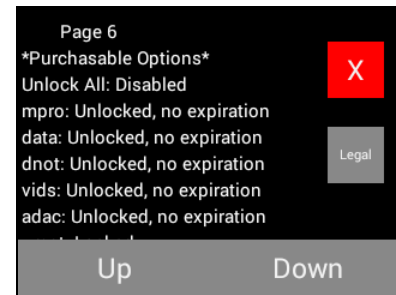 Page 6
*Purchasable Options*
X
Unlock All: Disabled
mpro: Unlocked, no expiration
data: Unlocked, no expiration
dnot: Unlocked, no expiration
Legal
vids: Unlocked, no expiration
adac: Unlocked, no expiration
Up
Down